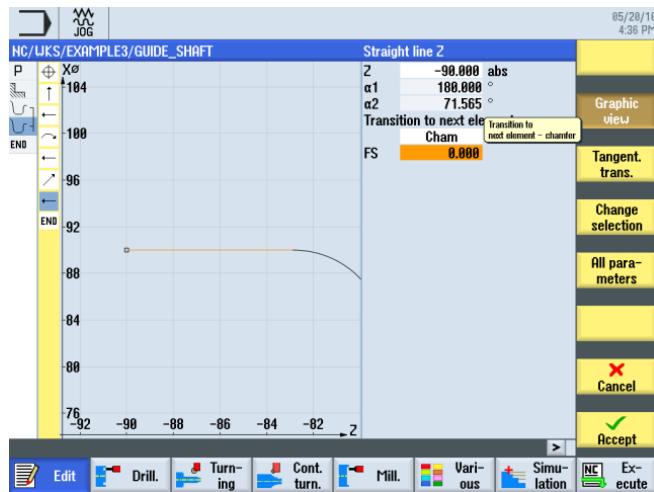 JOG
05/20/16
4:36 PM
NC/WKS/EXAMPLE3/GUIDE_SHAFT
Straight line Z
P
END
END
XØ
104
100
96
92
88
84
80
76
-92 -90 -88 -86 -84 -82 Z
Z -90.000 abs
α1 180.000 °
α2 71.565 °
Transition to next ele
Transition to
next element - chamfer
Cham
FS 0.000
Graphic
view
Tangent.
trans.
Change
selection
All para-
meters
Cancel
Accept
>
Edit
Drill.
Turn-
ing
Cont.
turn.
Mill.
Vari-
ous
Simu-
lation
NC
Ex-
ecute